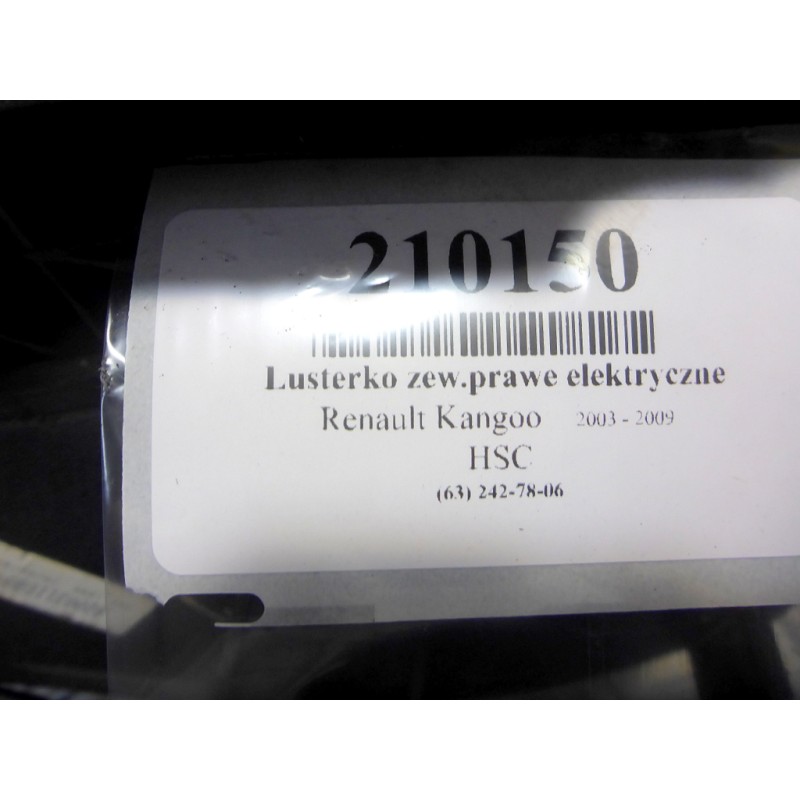 210150
Lusterko zew.prawe elektryczne
Renault Kangoo 2003 - 2009
HSC
(63) 242-78-06